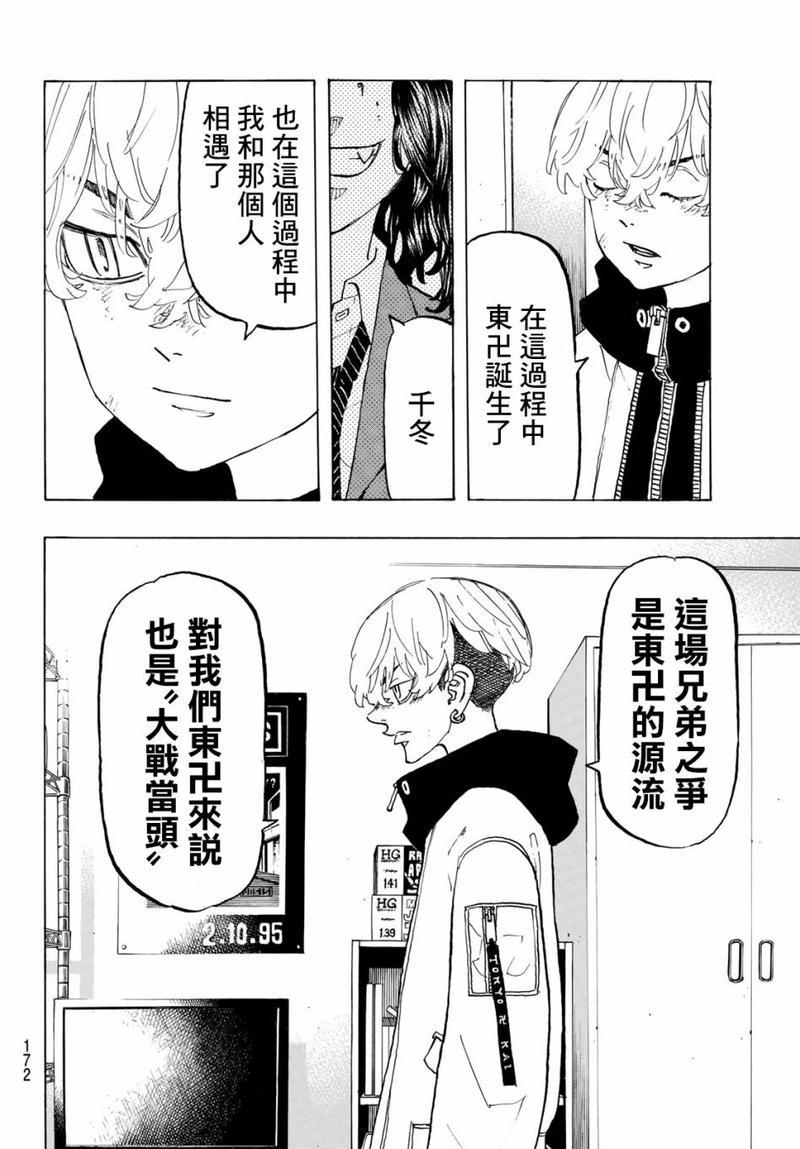 在這過程中
東卍誕生了
千冬
也在這個過程中
我和那個人
相遇了
這場兄弟之爭
是東卍的源流
對我們東卍來說
也是〝大戰當頭〞
2.10.95
HG
141
HG
139
TOKYO 卍 KAI
172